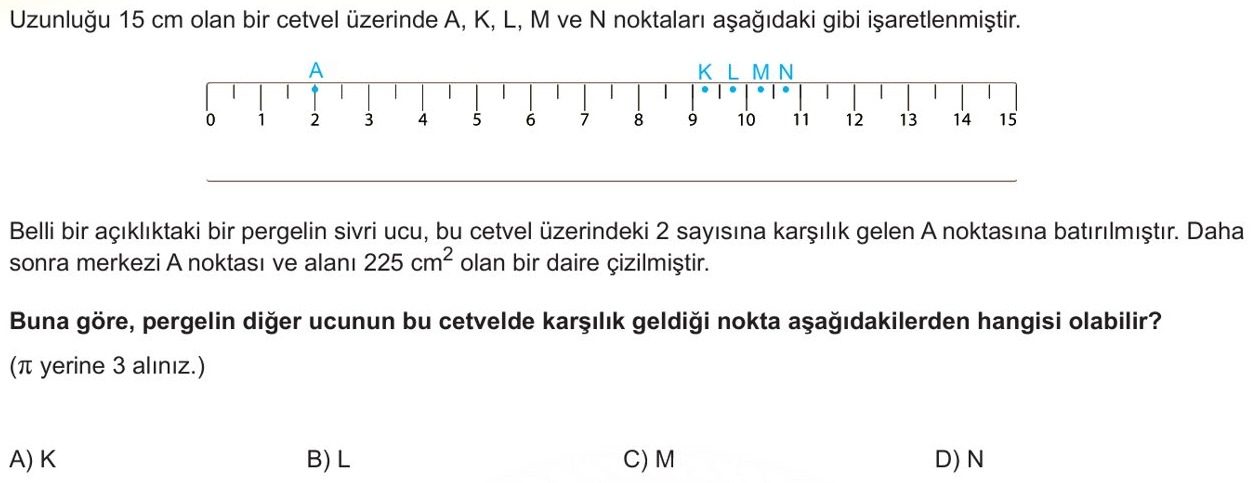 Uzunluğu 15 cm olan bir cetvel üzerinde A, K, L, M ve N noktaları aşağıdaki gibi işaretlenmiştir.
A K L M N
0 1 2 3 4 5 6 7 8 9 10 11 12 13 14 15
Belli bir açıklıktaki bir pergelin sivri ucu, bu cetvel üzerindeki 2 sayısına karşılık gelen A noktasına batırılmıştır. Daha
sonra merkezi A noktası ve alanı 225 cm² olan bir daire çizilmiştir.
Buna göre, pergelin diğer ucunun bu cetvelde karşılık geldiği nokta aşağıdakilerden hangisi olabilir?
(π yerine 3 alınız.)
A) K B) L C) M D) N